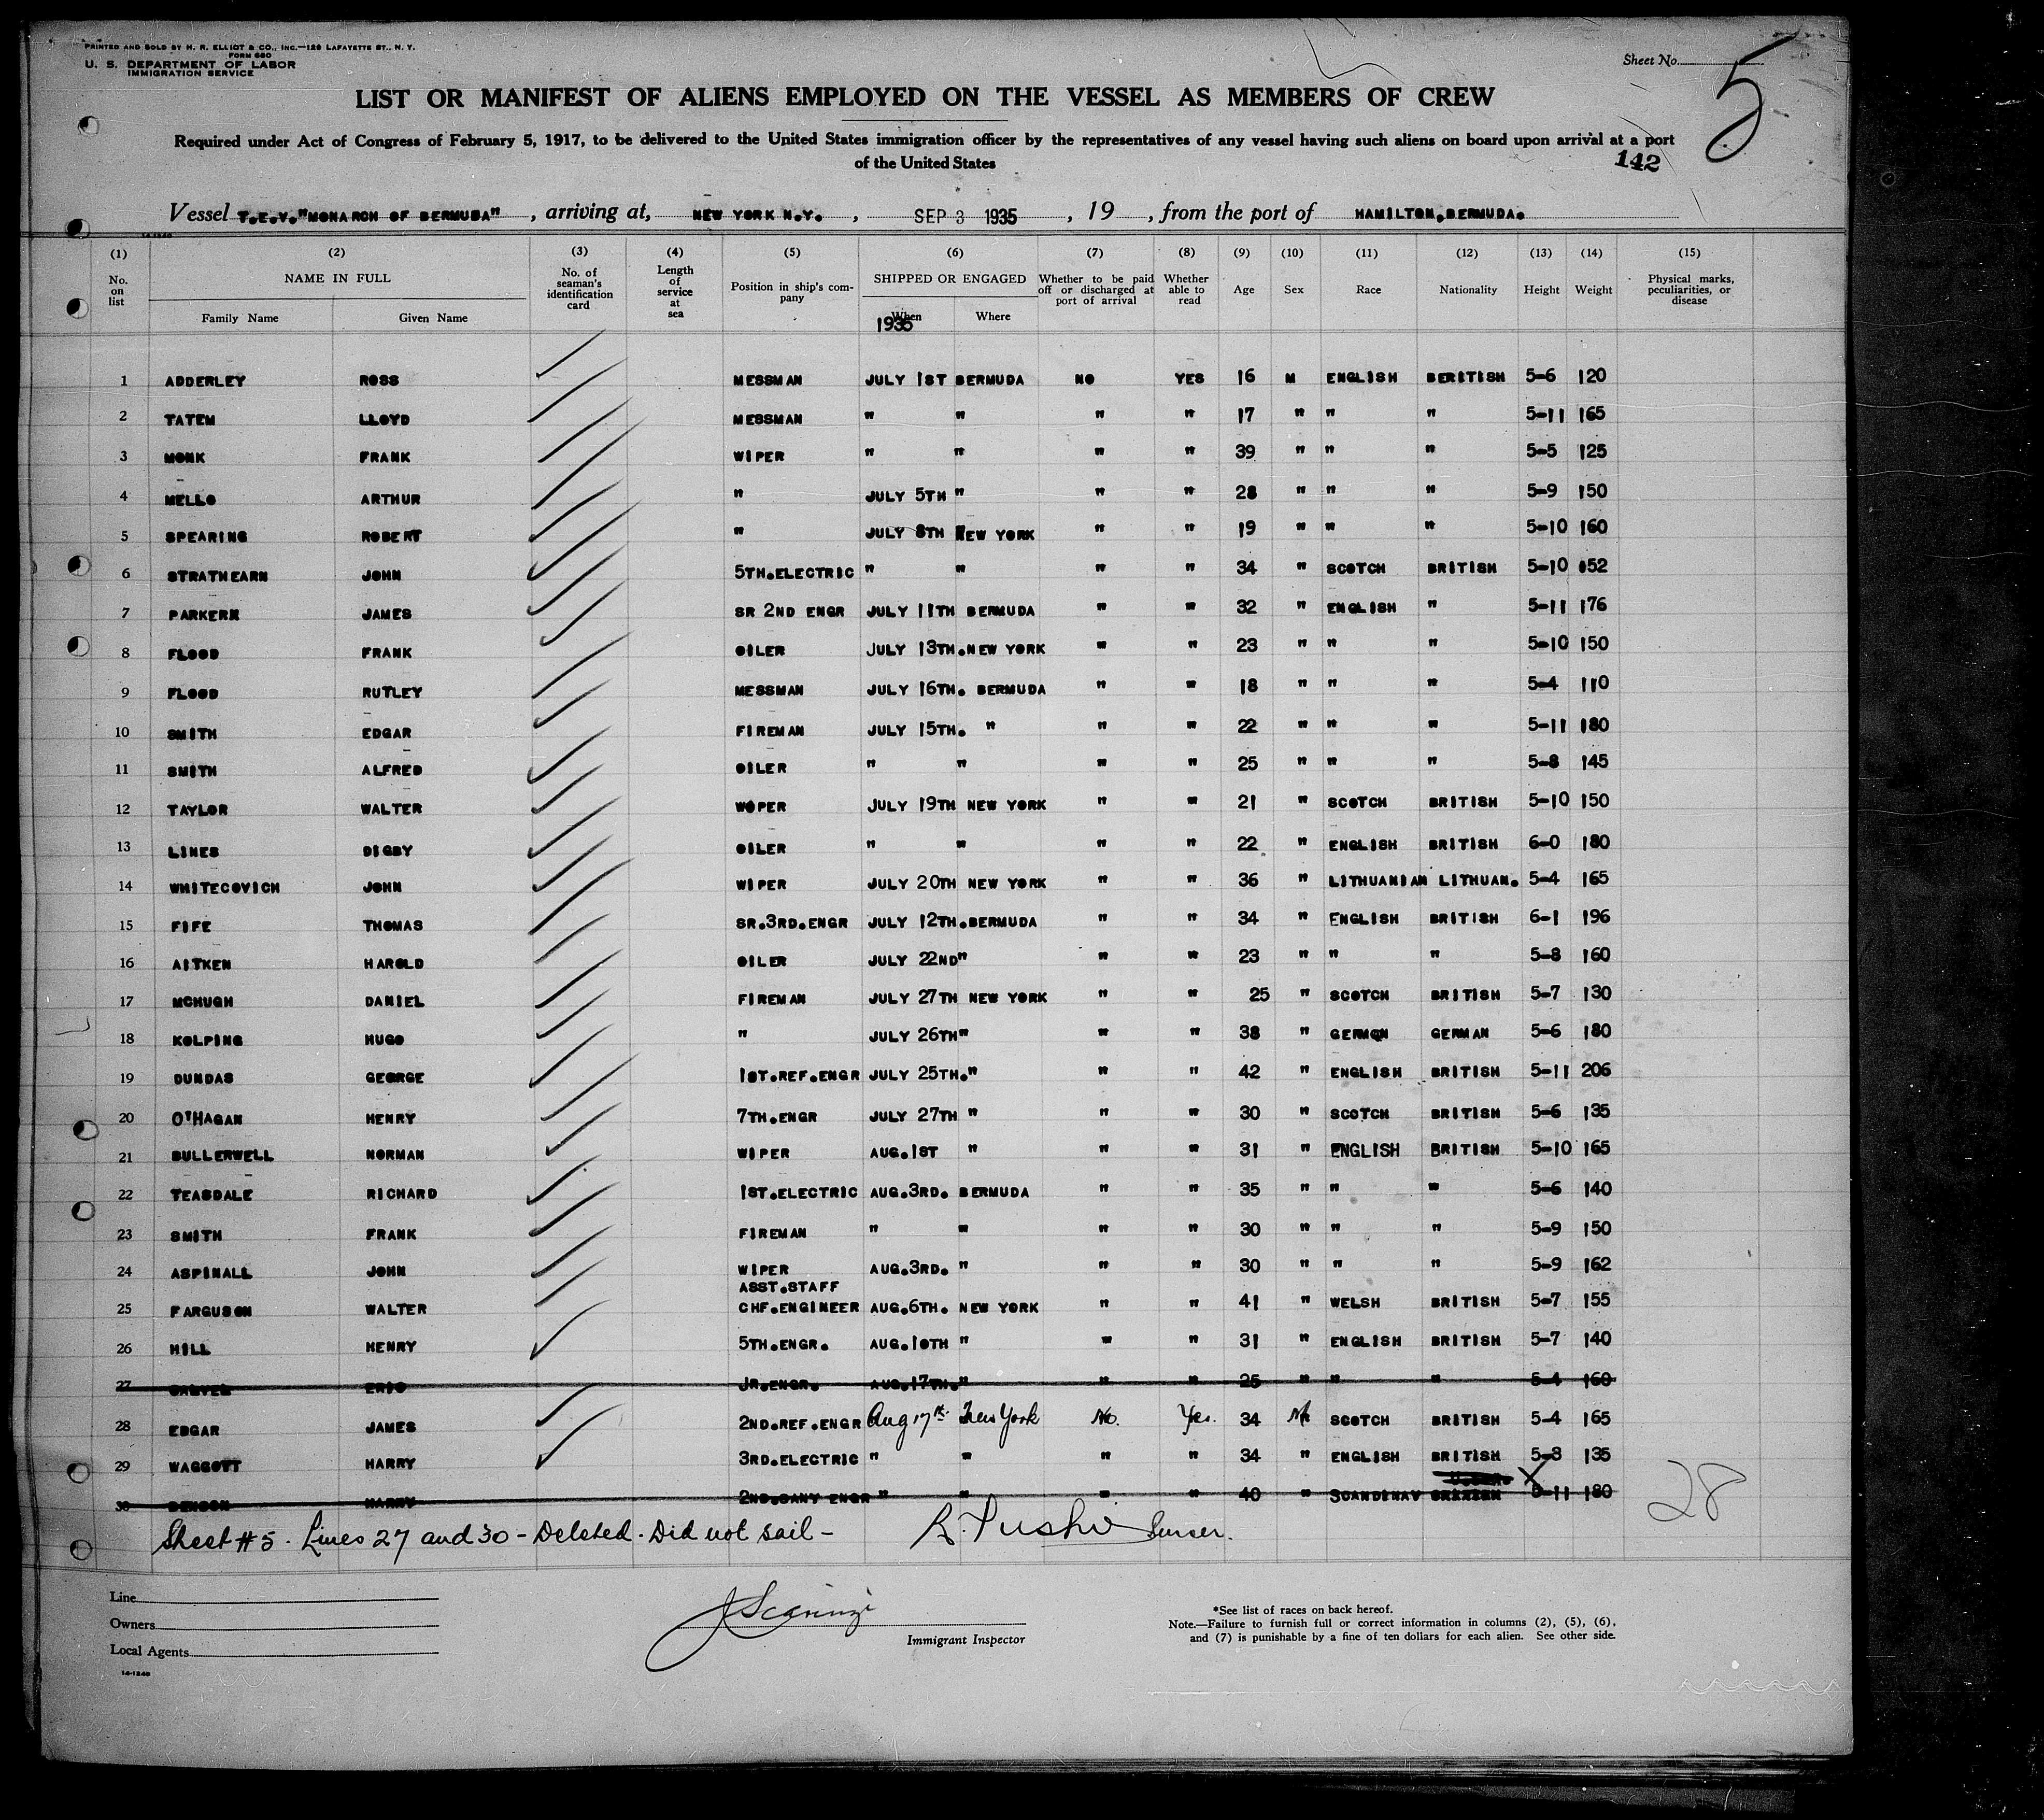 PRINTED AND SOLD BY H. R. ELLIOT & CO., INC.—129 LAFAYETTE ST., N. Y.
FORM 680
U. S. DEPARTMENT OF LABOR
IMMIGRATION SERVICE
Sheet No. 5
LIST OR MANIFEST OF ALIENS EMPLOYED ON THE VESSEL AS MEMBERS OF CREW
Required under Act of Congress of February 5, 1917, to be delivered to the United States immigration officer by the representatives of any vessel having such aliens on board upon arrival at a port
of the United States
142
Vessel T.E.V."MONARCH OF BERMUDA" , arriving at, NEW YORK N.Y. , SEP 3 1935 , 19 , from the port of HAMILTON,BERMUDA.
14-1240
(1) (2) (3) (4) (5) (6) (7) (8) (9) (10) (11) (12) (13) (14) (15)
No. on list NAME IN FULL Family Name Given Name No. of seaman's identification card Length of service at sea Position in ship's company SHIPPED OR ENGAGED When Where Whether to be paid off or discharged at port of arrival Whether able to read Age Sex Race Nationality Height Weight Physical marks, peculiarities, or disease
1935
1 ADDERLEY ROSS MESSMAN JULY 1ST BERMUDA NO YES 16 M ENGLISH BERITISH 5-6 120
2 TATEM LLOYD MESSMAN " " " " 17 " " " 5-11 165
3 MONK FRANK WIPER " " " " 39 " " " 5-5 125
4 MELLO ARTHUR " JULY 5TH " " " 28 " " " 5-9 150
5 SPEARING ROBERT " JULY 8TH NEW YORK " " 19 " " " 5-10 160
6 STRATHEARN JOHN 5TH.ELECTRIC " " " " 34 " SCOTCH BRITISH 5-10 052
7 PARKERN JAMES SR 2ND ENGR JULY 11TH BERMUDA " " 32 " ENGLISH " 5-11 176
8 FLOOD FRANK OILER JULY 13TH.NEW YORK " " 23 " " " 5-10 150
9 FLOOD RUTLEY MESSMAN JULY 16TH. BERMUDA " " 18 " " " 5-4 110
10 SMITH EDGAR FIREMAN JULY 15TH. " " " 22 " " " 5-11 180
11 SMITH ALFRED OILER " " " " 25 " " " 5-8 145
12 TAYLOR WALTER WOPER JULY 19TH NEW YORK " " 21 " SCOTCH BRITISH 5-10 150
13 LINES DIGBY OILER " " " " 22 " ENGLISH BRITISH 6-0 180
14 WHITECOVICH JOHN WIPER JULY 20TH NEW YORK " " 36 " LITHUANIAN LITHUAN. 5-4 165
15 FIFE THOMAS SR.3RD.ENGR JULY 12TH.BERMUDA " " 34 " ENGLISH BRITISH 6-1 196
16 AITKEN HAROLD OILER JULY 22ND" " " 23 " " " 5-8 160
17 MCHUGH DANIEL FIREMAN JULY 27TH NEW YORK " " 25 " SCOTCH BRITISH 5-7 130
18 KOLPING HUGO " JULY 26TH" " " 38 " GERMQN GERMAN 5-6 180
19 DUNDAS GEORGE 1ST.REF.ENGR JULY 25TH." " " 42 " ENGLISH BRITISH 5-11 206
20 O'HAGAN HENRY 7TH.ENGR JULY 27TH " " " 30 " SCOTCH BRITISH 5-6 135
21 BULLERWELL NORMAN WIPER AUG.1ST " " " 31 " ENGLISH BRITISH 5-10 165
22 TEASDALE RICHARD 1ST.ELECTRIC AUG.3RD. BERMUDA " " 35 " " " 5-6 140
23 SMITH FRANK FIREMAN " " " " 30 " " " 5-9 150
24 ASPINALL JOHN WIPER AUG.3RD. " " " 30 " " " 5-9 162
25 FARGUSON WALTER ASST.STAFF CHF.ENGINEER AUG.6TH. NEW YORK " " 41 " WELSH BRITISH 5-7 155
26 HILL HENRY 5TH.ENGR. AUG.10TH " " " 31 " ENGLISH BRITISH 5-7 140
27 ERIC JR.ENGR. AUG.17TH." " " 25 " " " 5-4 160
28 EDGAR JAMES 2ND.REF.ENGR Aug 17th New York No. Yes. 34 M SCOTCH BRITISH 5-4 165
29 WAGGOTT HARRY 3RD.ELECTRIC " " " " 34 " ENGLISH BRITISH 5-8 135
30 BENSON HARRY 2ND.SANY ENGR " " " " 40 " SCANDINAV 5-11 180
28
Sheet #5. Lines 27 and 30 - Deleted. Did not sail - Purser.
Line
Owners
Local Agents
14-1240
Immigrant Inspector
*See list of races on back hereof.
Note.—Failure to furnish full or correct information in columns (2), (5), (6),
and (7) is punishable by a fine of ten dollars for each alien. See other side.